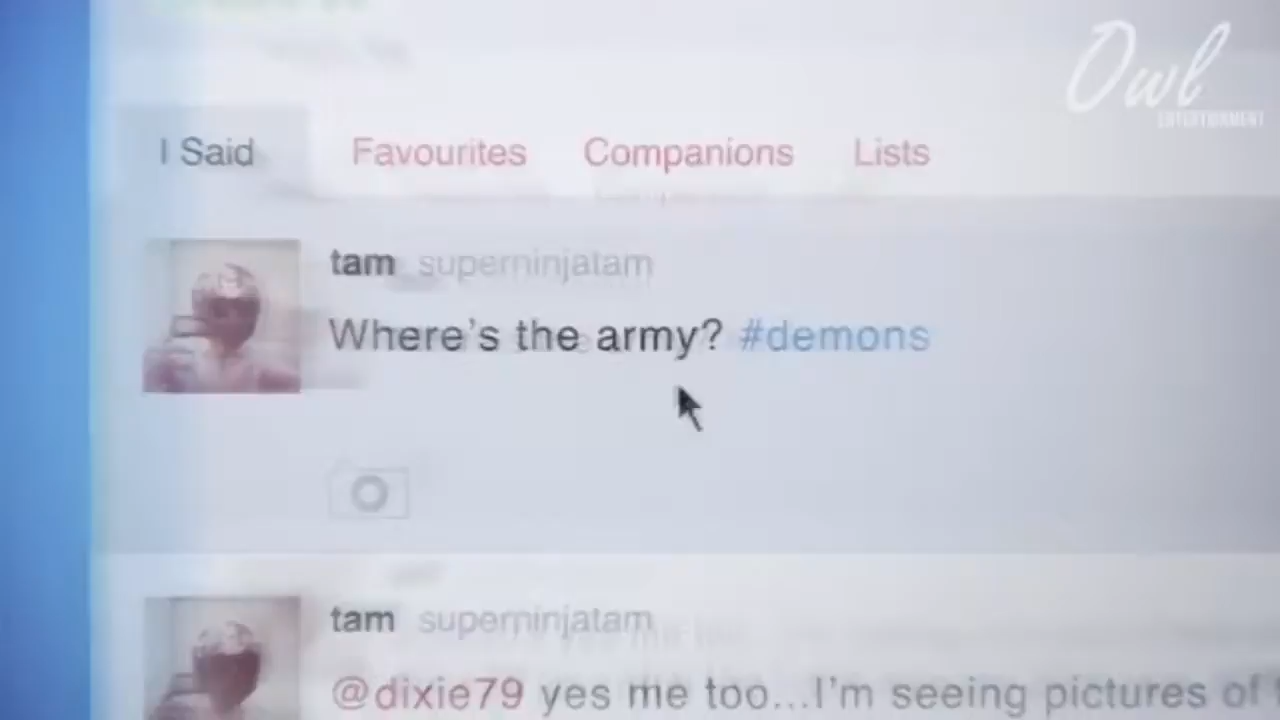 Owl
ENTERTAINMENT
I Said Favourites Companions Lists
tam superninjatam
Where's the army? #demons
tam superninjatam
@dixie79 yes me too...I'm seeing pictures of